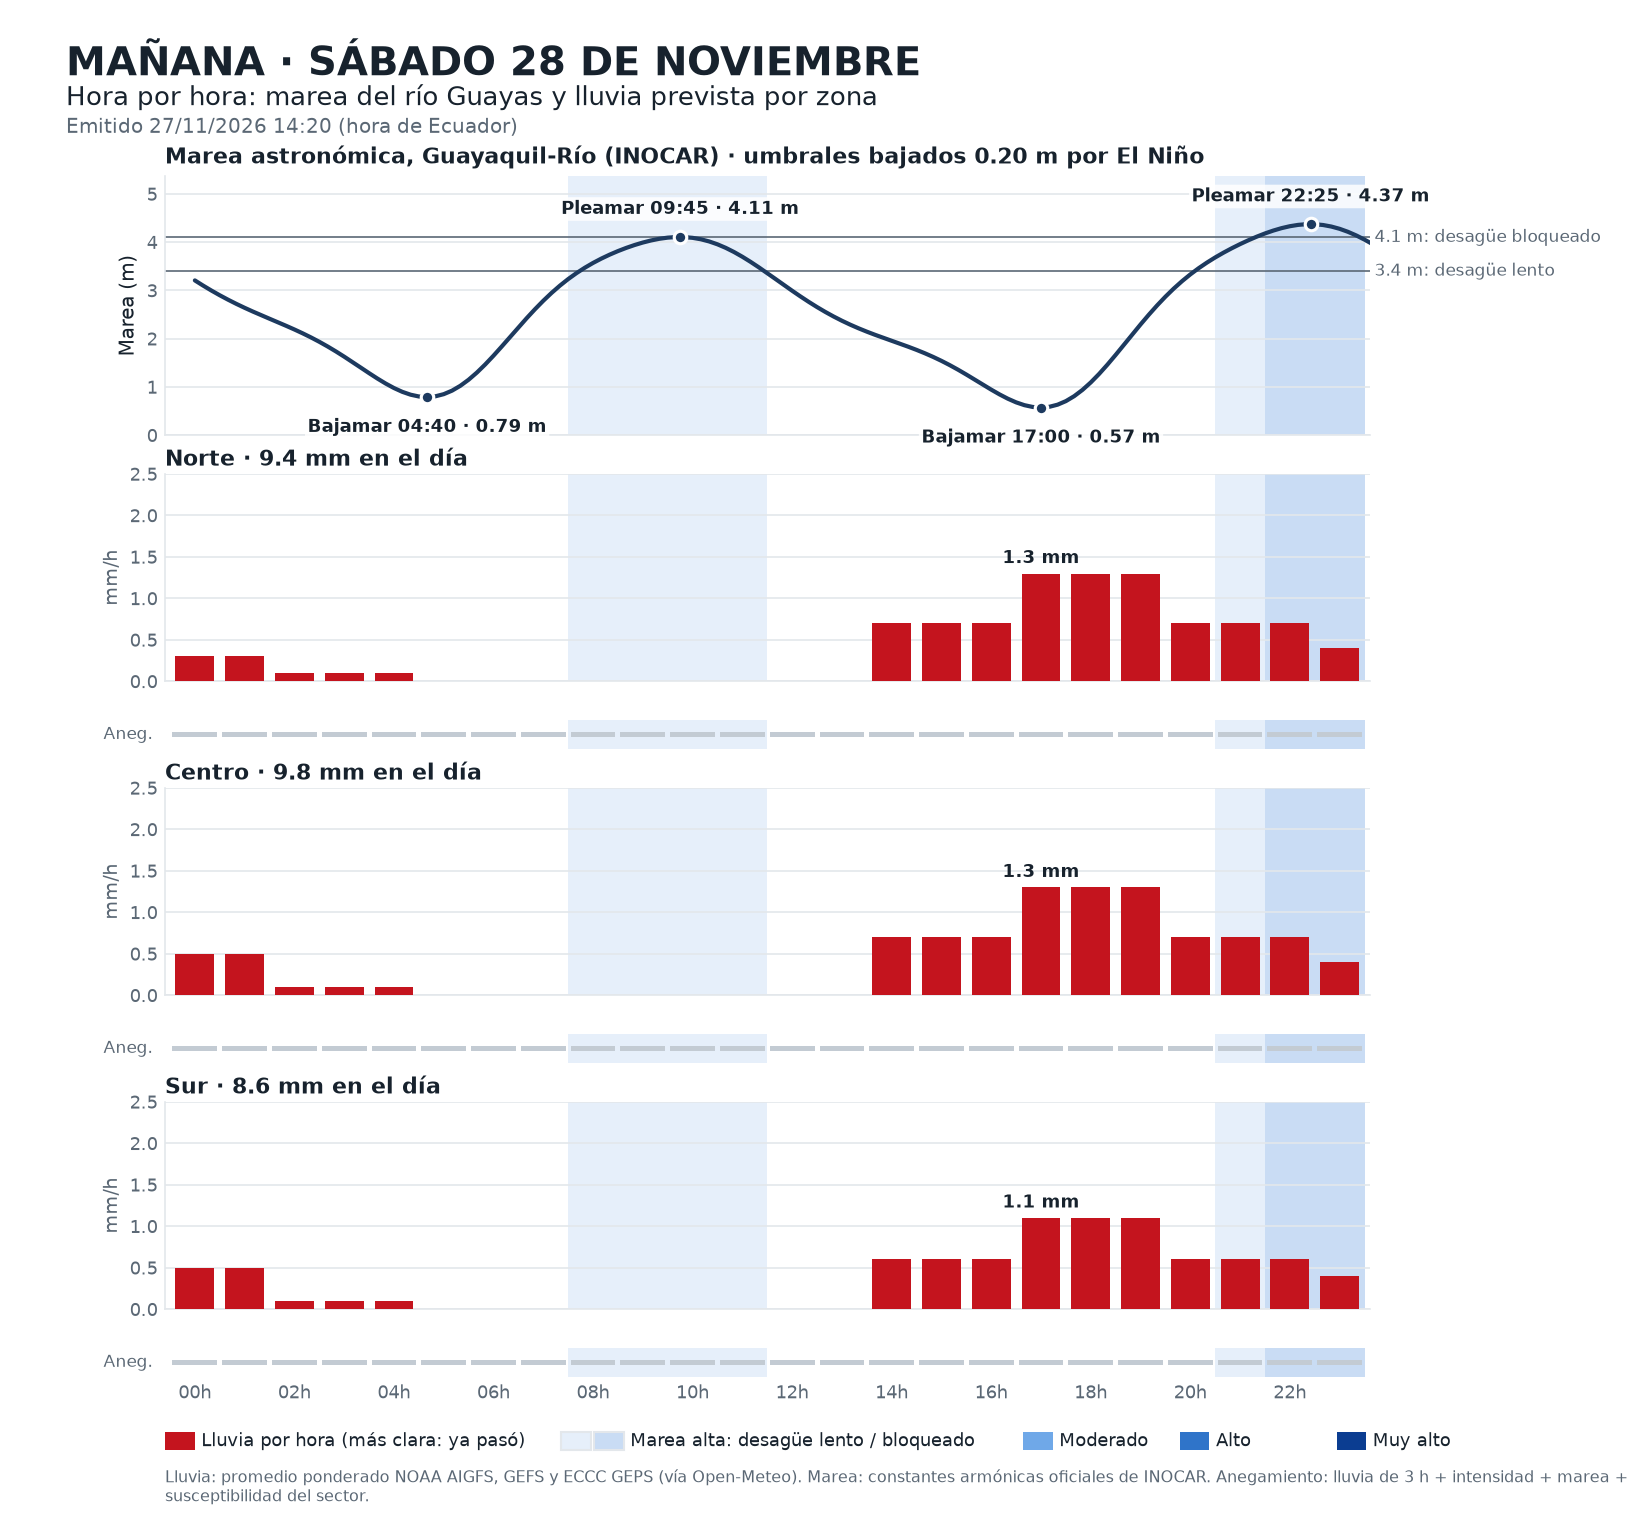 MAÑANA · SÁBADO 28 DE NOVIEMBRE
Hora por hora: marea del río Guayas y lluvia prevista por zona
Emitido 27/11/2026 14:20 (hora de Ecuador)
Marea astronómica, Guayaquil-Río (INOCAR) · umbrales bajados 0.20 m por El Niño
Marea (m)
5
4
3
2
1
0
Pleamar 09:45 · 4.11 m
Pleamar 22:25 · 4.37 m
4.1 m: desagüe bloqueado
3.4 m: desagüe lento
Bajamar 04:40 · 0.79 m
Bajamar 17:00 · 0.57 m
Norte · 9.4 mm en el día
mm/h
2.5
2.0
1.5
1.0
0.5
0.0
1.3 mm
Aneg.
Centro · 9.8 mm en el día
mm/h
2.5
2.0
1.5
1.0
0.5
0.0
1.3 mm
Aneg.
Sur · 8.6 mm en el día
mm/h
2.5
2.0
1.5
1.0
0.5
0.0
1.1 mm
Aneg.
00h 02h 04h 06h 08h 10h 12h 14h 16h 18h 20h 22h
Lluvia por hora (más clara: ya pasó) Marea alta: desagüe lento / bloqueado Moderado Alto Muy alto
Lluvia: promedio ponderado NOAA AIGFS, GEFS y ECCC GEPS (vía Open-Meteo). Marea: constantes armónicas oficiales de INOCAR. Anegamiento: lluvia de 3 h + intensidad + marea +
susceptibilidad del sector.